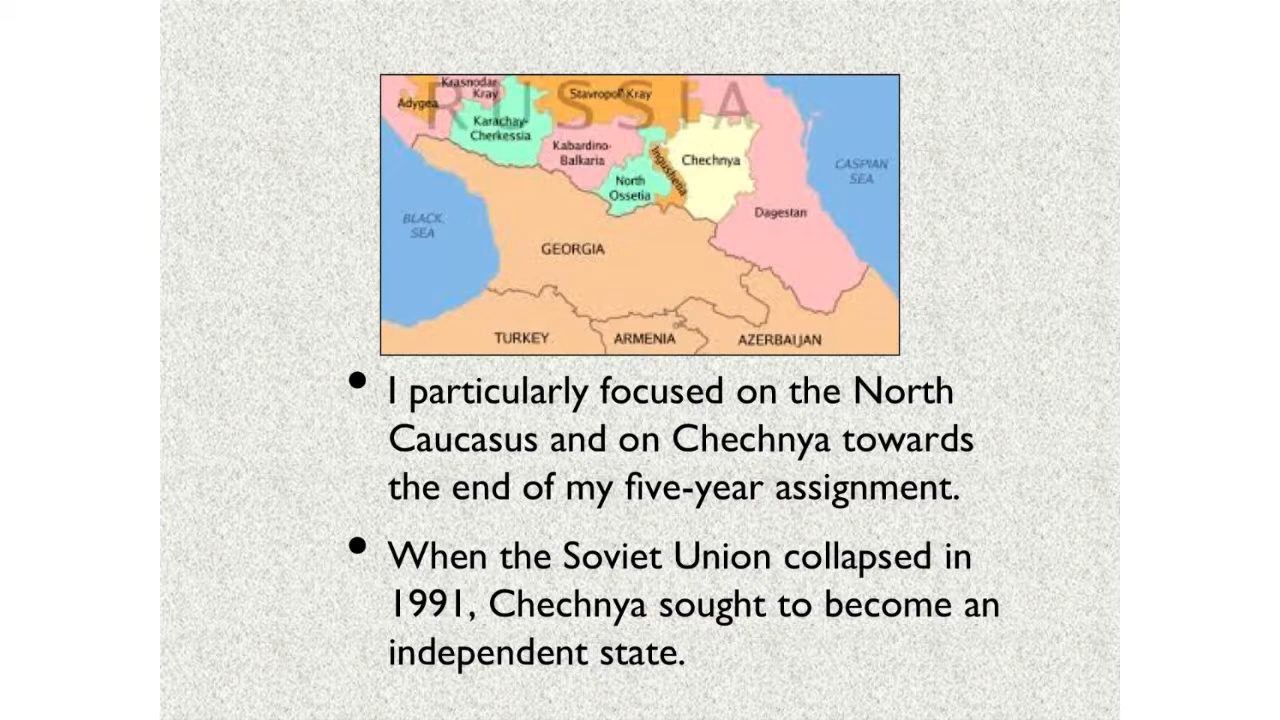 Krasnodar
Kray
RUSSIA
Stavropol Kray
Adygea
Karachay-
Cherkessia
Kabardino-
Balkaria
Ingushetia
Chechnya
CASPIAN
SEA
North
Ossetia
Dagestan
BLACK
SEA
GEORGIA
TURKEY
ARMENIA
AZERBAIJAN
• I particularly focused on the North
Caucasus and on Chechnya towards
the end of my five-year assignment.
• When the Soviet Union collapsed in
1991, Chechnya sought to become an
independent state.